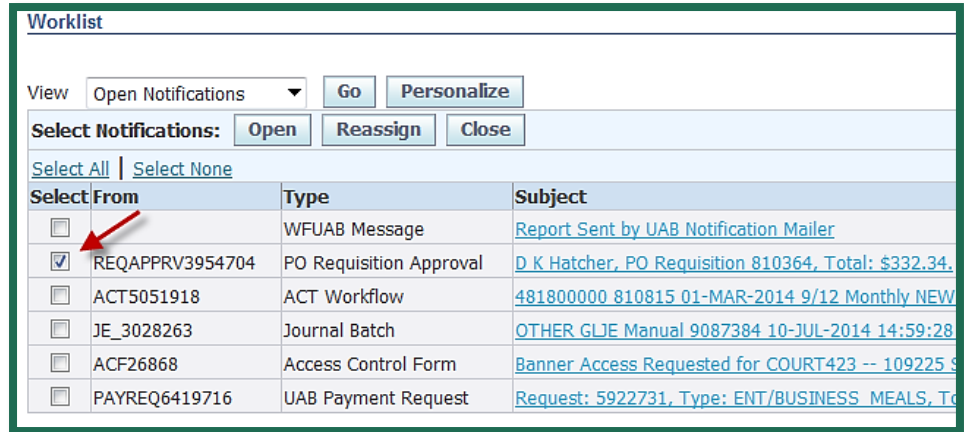 Worklist
View Open Notifications Go Personalize
Select Notifications: Open Reassign Close
Select All | Select None
Select From Type Subject
WFUAB Message Report Sent by UAB Notification Mailer
REQAPPRV3954704 PO Requisition Approval D K Hatcher, PO Requisition 810364, Total: $332.34.
ACT5051918 ACT Workflow 481800000 810815 01-MAR-2014 9/12 Monthly NEW
JE_3028263 Journal Batch OTHER GLJE Manual 9087384 10-JUL-2014 14:59:28
ACF26868 Access Control Form Banner Access Requested for COURT423 -- 109225
PAYREQ6419716 UAB Payment Request Request: 5922731, Type: ENT/BUSINESS_MEALS,